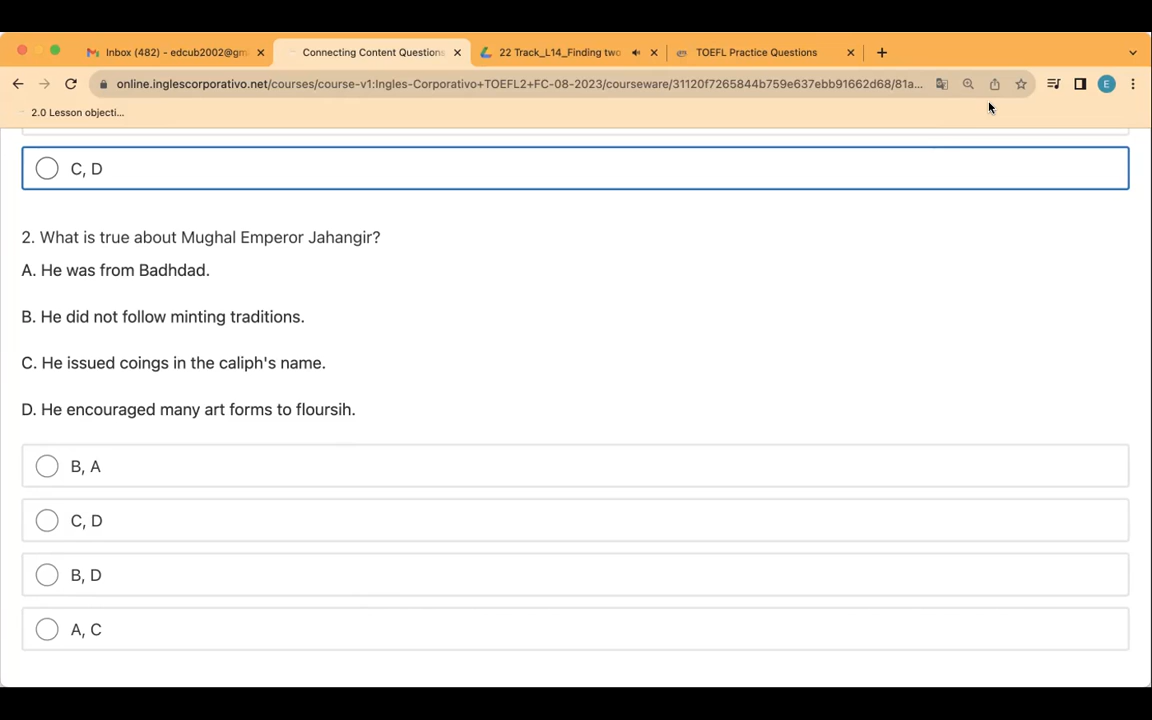 Inbox (482) - edcub2002@gm
Connecting Content Questions
22 Track_L14_Finding two
TOEFL Practice Questions
online.inglescorporativo.net/courses/course-v1:Ingles-Corporativo+TOEFL2+FC-08-2023/courseware/31120f7265844b759e637ebb91662d68/81a...
E
2.0 Lesson objecti...
C, D
2. What is true about Mughal Emperor Jahangir?
A. He was from Badhdad.
B. He did not follow minting traditions.
C. He issued coings in the caliph's name.
D. He encouraged many art forms to floursih.
B, A
C, D
B, D
A, C